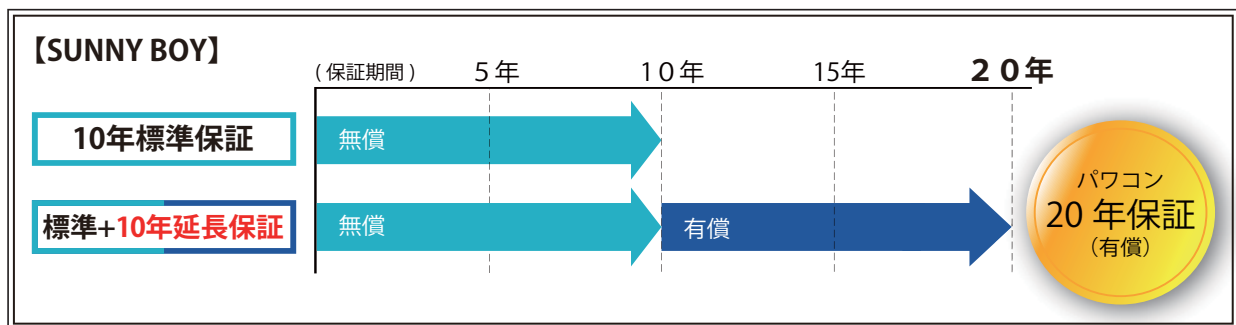 【SUNNY BOY】
(保証期間) 5年 10年 15年 20年
10年標準保証
無償
標準+10年延長保証
無償
有償
パワコン
20年保証
(有償)